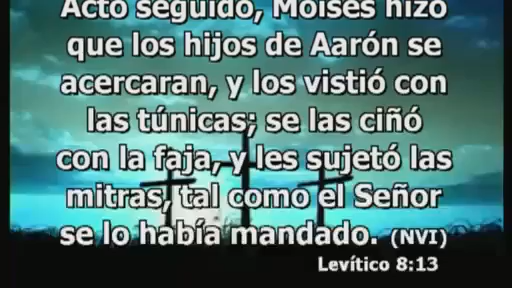 Acto seguido, Moisés hizo
que los hijos de Aarón se
acercaran, y los vistió con
las túnicas; se las ciñó
con la faja, y les sujetó las
mitras, tal como el Señor
se lo había mandado. (NVI)
Levítico 8:13